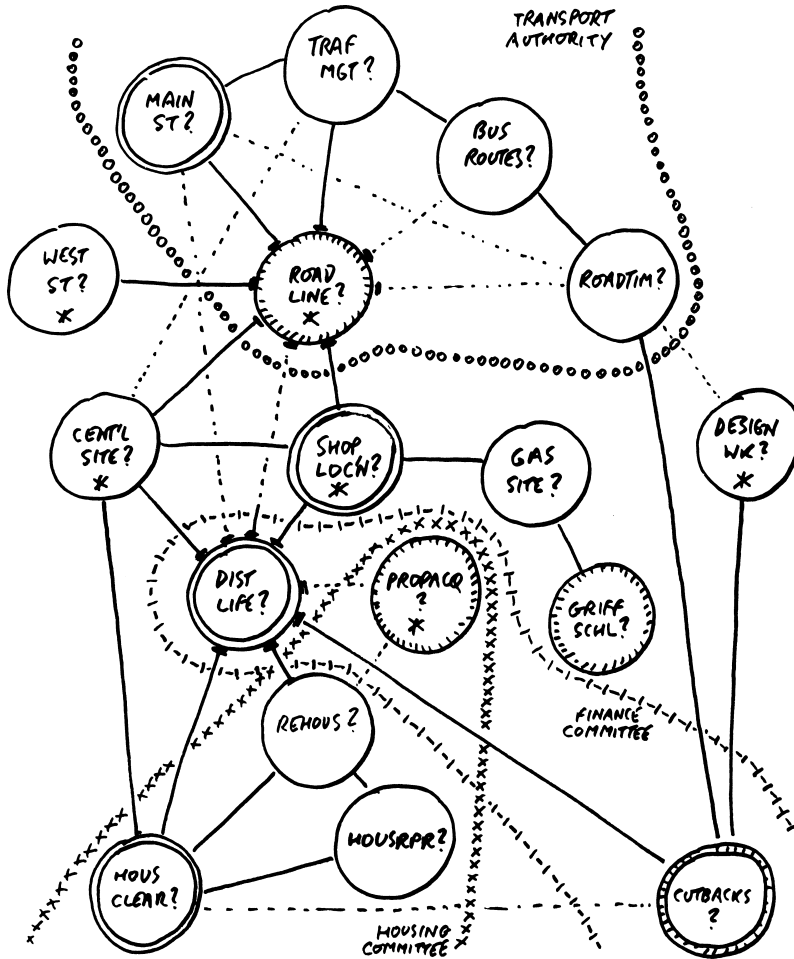 TRANSPORT
AUTHORITY
TRAF
MGT?
MAIN
ST?
BUS
ROUTES?
WEST
ST?
*
ROAD
LINE?
*
ROADTIM?
CENT'L
SITE?
*
SHOP
LOC'N?
*
GAS
SITE?
DESIGN
WK?
*
DIST
LIFE?
PROPACQ
?
*
GRIFF
SCHL?
REHOUS?
FINANCE
COMMITTEE
HOUSRPR?
HOUS
CLEAR?
CUTBACKS
?
HOUSING
COMMITTEE